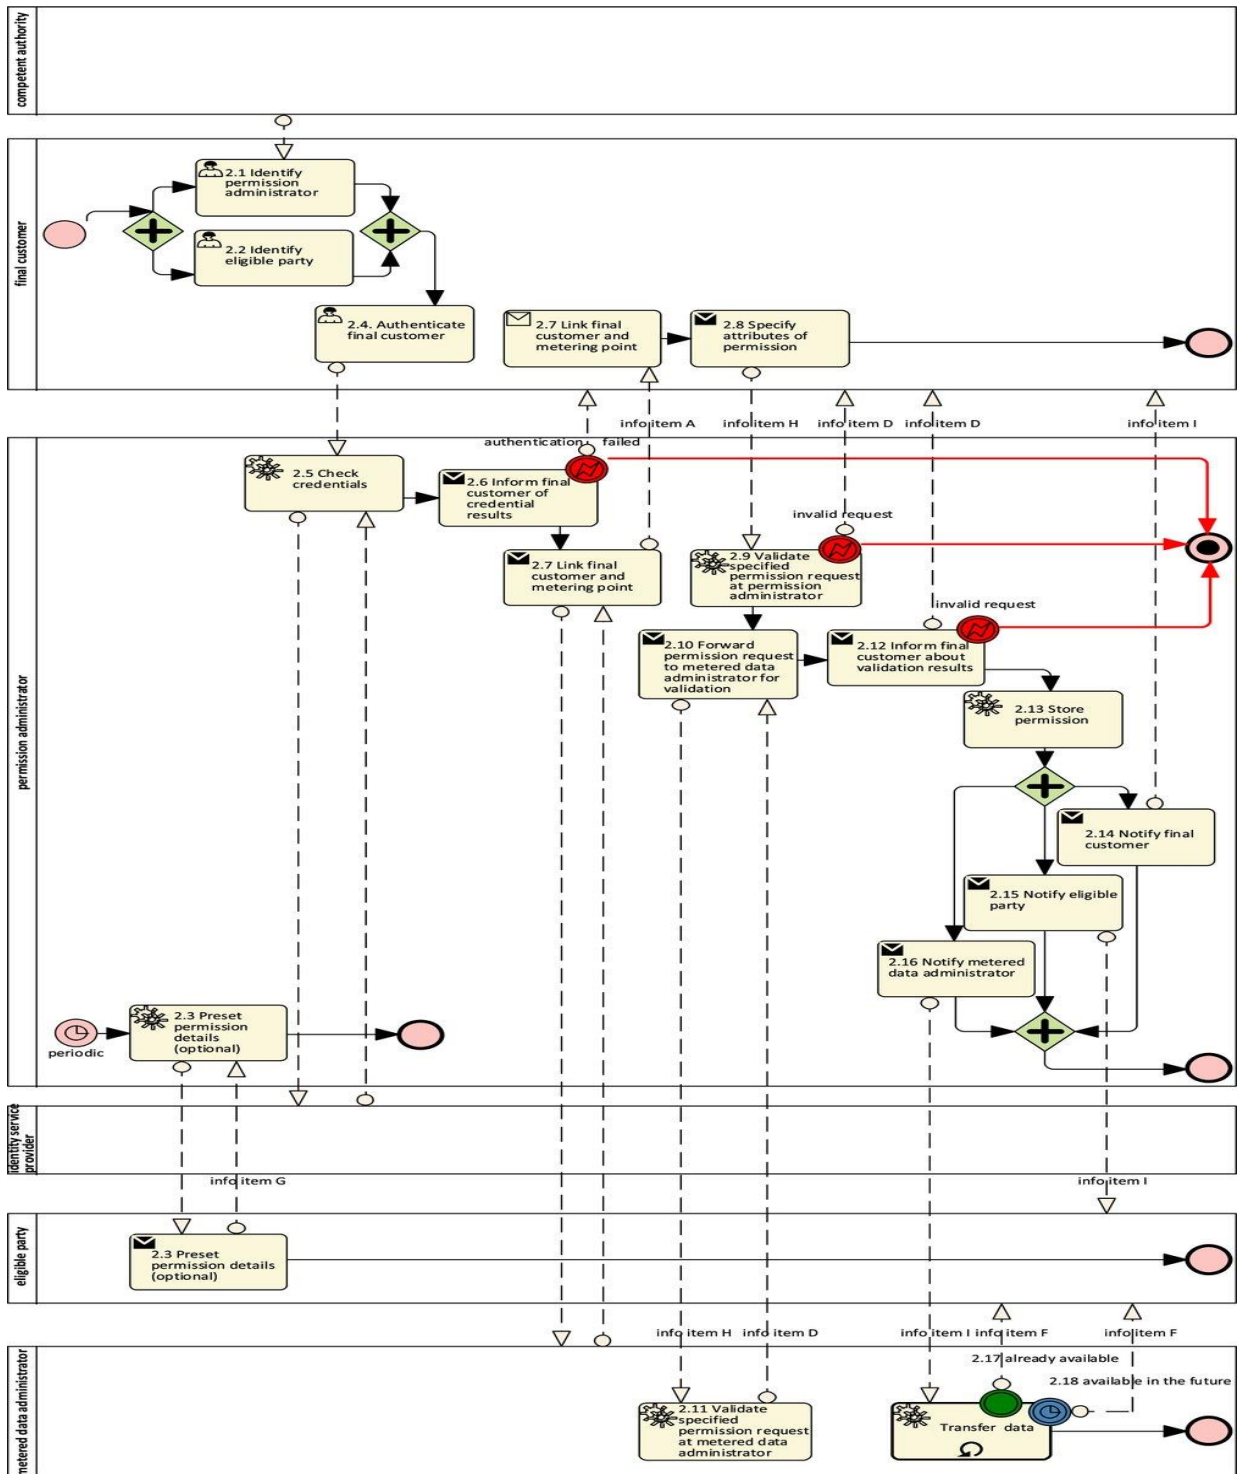 competent authority
final customer
2.1 Identify
permission
administrator
2.2 Identify
eligible party
2.4. Authenticate
final customer
2.7 Link final
customer and
metering point
2.8 Specify
attributes of
permission
info item A
info item H
info item D
info item D
info item I
permission administrator
authentication failed
2.5 Check
credentials
2.6 Inform final
customer of
credential
results
2.7 Link final
customer and
metering point
invalid request
2.9 Validate
specified
permission request
at permission
administrator
invalid request
2.10 Forward
permission request
to metered data
administrator for
validation
2.12 Inform final
customer about
validation results
2.13 Store
permission
2.14 Notify final
customer
2.15 Notify eligible
party
2.16 Notify metered
data administrator
periodic
2.3 Preset
permission
details
(optional)
identity service
provider
info item G
info item I
eligible party
2.3 Preset
permission details
(optional)
info item H
info item D
info item I
info item F
info item F
metered data administrator
2.17 already available
2.18 available in the future
2.11 Validate
specified
permission request
at metered data
administrator
Transfer data